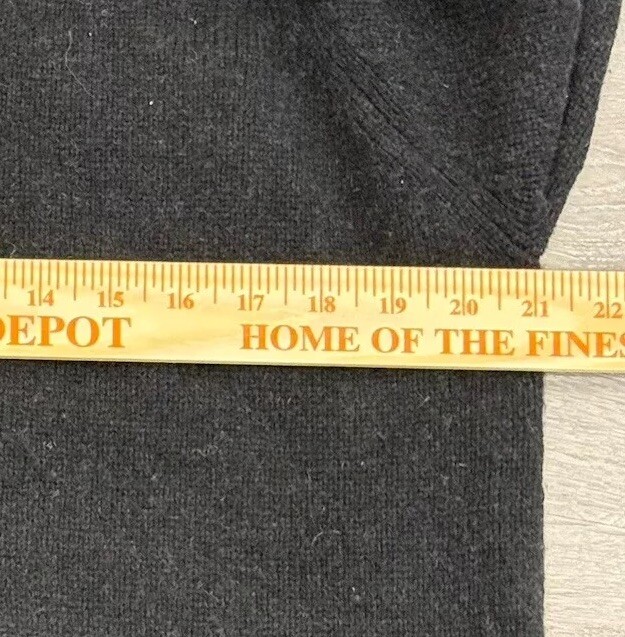 14 15 16 17 18 19 20 21 22
DEPOT HOME OF THE FINES